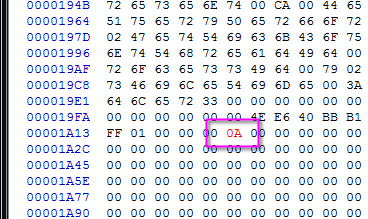 0000194B 72 65 73 65 6E 74 00 CA 00 44 65
00001964 51 75 65 72 79 50 65 72 66 6F 72
0000197D 02 47 65 74 54 69 63 6B 43 6F 75
00001996 6E 74 54 68 72 65 61 64 49 64 00
000019AF 72 6F 63 65 73 73 49 64 00 79 02
000019C8 73 46 69 6C 65 54 69 6D 65 00 3A
000019E1 64 6C 65 72 33 00 00 00 00 00 00
000019FA 00 00 00 00 00 00 4E E6 40 BB B1
00001A13 FF 01 00 00 00 0A 00 00 00 00 00
00001A2C 00 00 00 00 00 00 00 00 00 00 00
00001A45 00 00 00 00 00 00 00 00 00 00 00
00001A5E 00 00 00 00 00 00 00 00 00 00 00
00001A77 00 00 00 00 00 00 00 00 00 00 00
00001A90 00 00 00 00 00 00 00 00 00 00 00